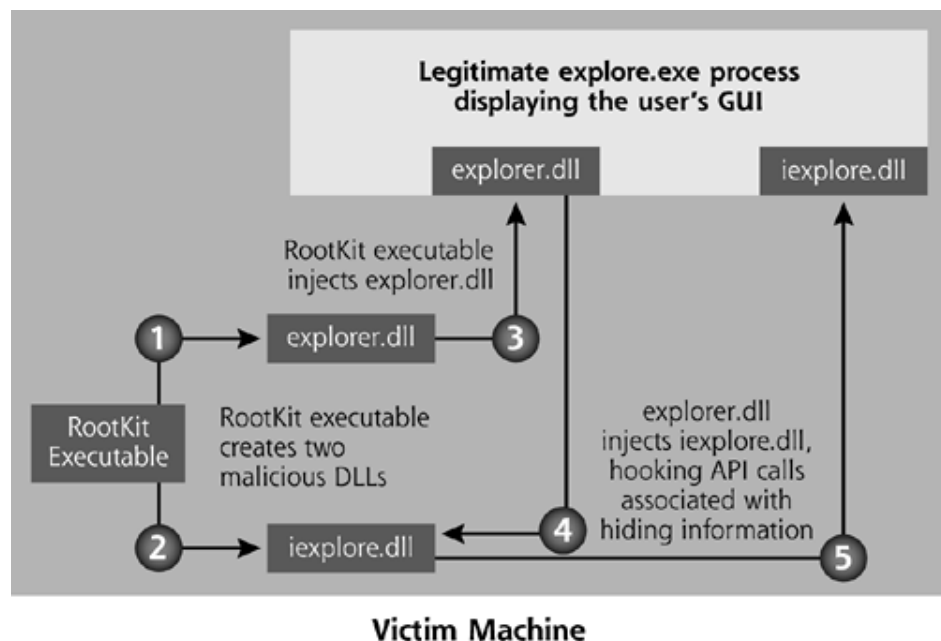 Legitimate explore.exe process
displaying the user's GUI
explorer.dll
iexplore.dll
RootKit executable
injects explorer.dll
1
explorer.dll
3
RootKit
Executable
RootKit executable
creates two
malicious DLLs
explorer.dll
injects iexplore.dll,
hooking API calls
associated with
hiding information
2
iexplore.dll
4
5
Victim Machine